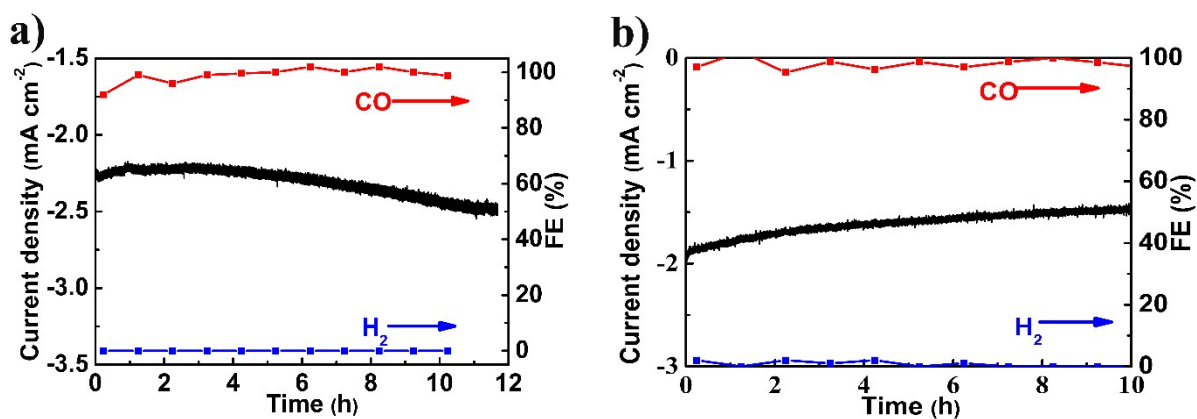 a)
Current density (mA cm-2)
-1.5
-2.0
-2.5
-3.0
-3.5
0 2 4 6 8 10 12
Time (h)
100
80
60
40
20
0
FE (%)
CO
H2
b)
Current density (mA cm-2)
0
-1
-2
-3
0 2 4 6 8 10
Time (h)
100
80
60
40
20
0
FE (%)
CO
H2